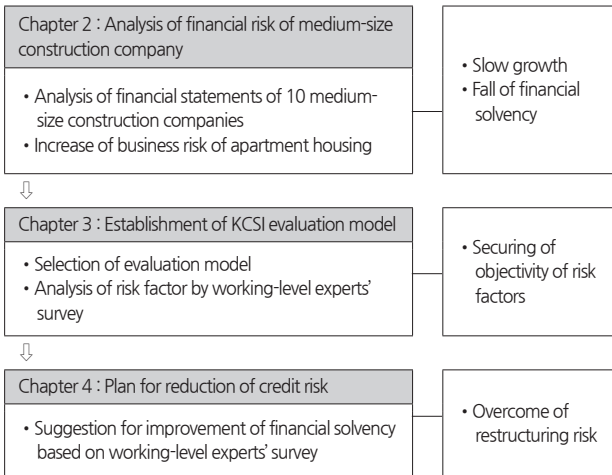 Chapter 2 : Analysis of financial risk of medium-size
construction company
• Analysis of financial statements of 10 medium-
size construction companies
• Increase of business risk of apartment housing
• Slow growth
• Fall of financial
solvency
⇩
Chapter 3 : Establishment of KCSI evaluation model
• Selection of evaluation model
• Analysis of risk factor by working-level experts’
survey
• Securing of
objectivity of risk
factors
⇩
Chapter 4 : Plan for reduction of credit risk
• Suggestion for improvement of financial solvency
based on working-level experts’ survey
• Overcome of
restructuring risk